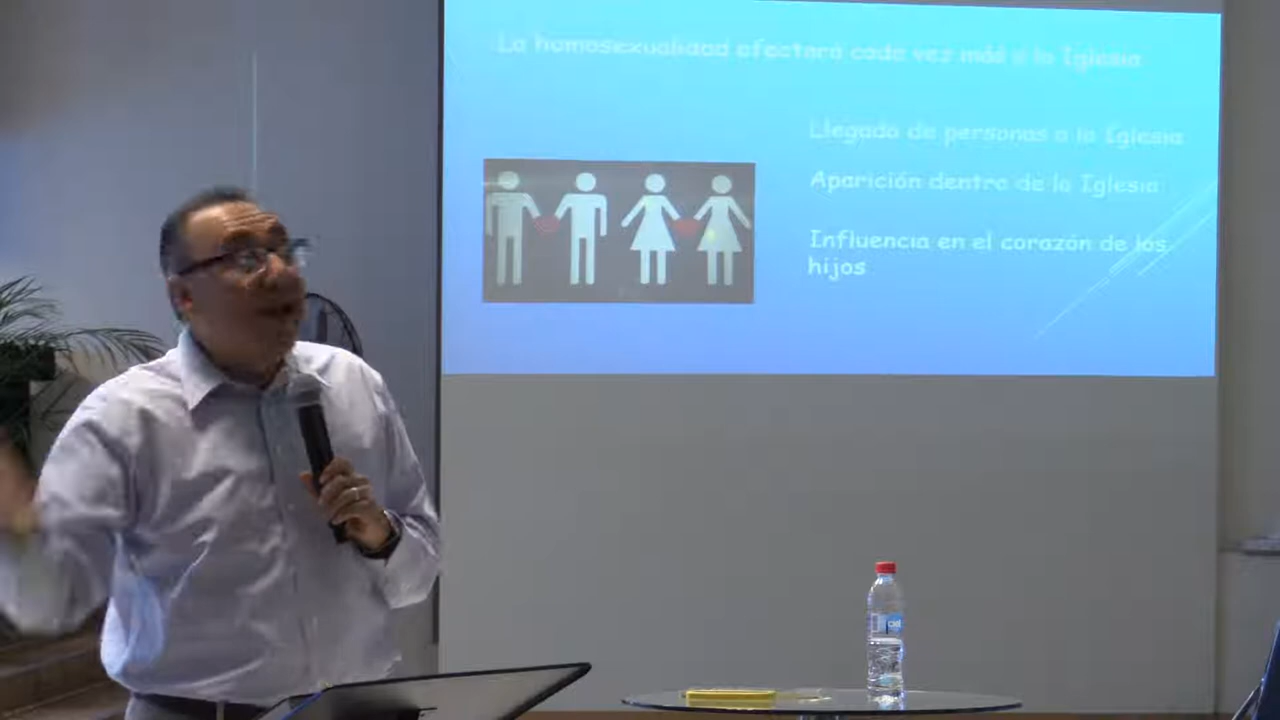 La homosexualidad afectará cada vez más a la Iglesia
Llegada de personas a la Iglesia
Aparición dentro de la Iglesia
Influencia en el corazón de los
hijos